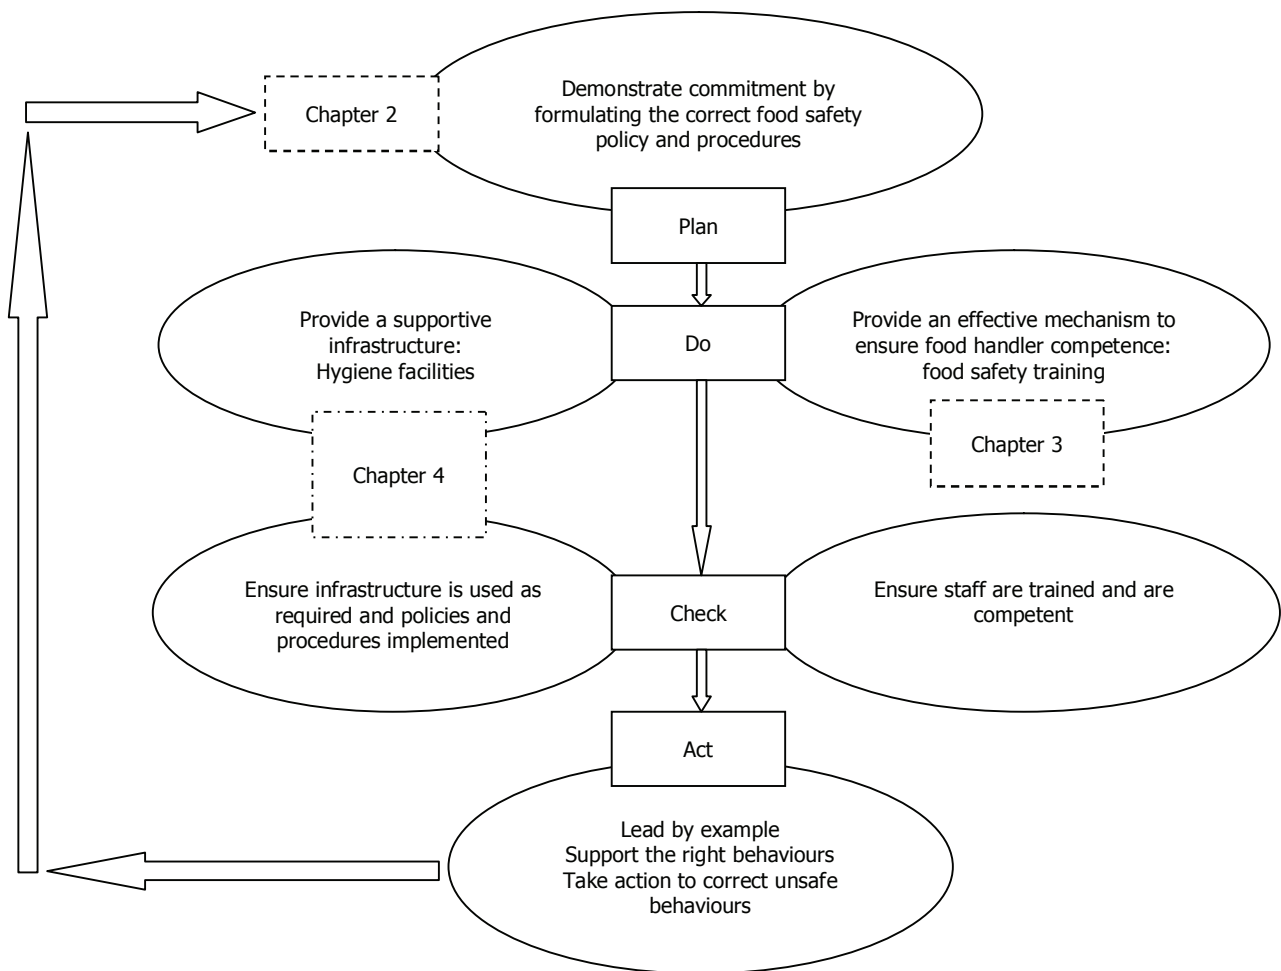 Chapter 2
Demonstrate commitment by
formulating the correct food safety
policy and procedures
Plan
Provide a supportive
infrastructure:
Hygiene facilities
Do
Provide an effective mechanism to
ensure food handler competence:
food safety training
Chapter 4
Chapter 3
Ensure infrastructure is used as
required and policies and
procedures implemented
Check
Ensure staff are trained and are
competent
Act
Lead by example
Support the right behaviours
Take action to correct unsafe
behaviours